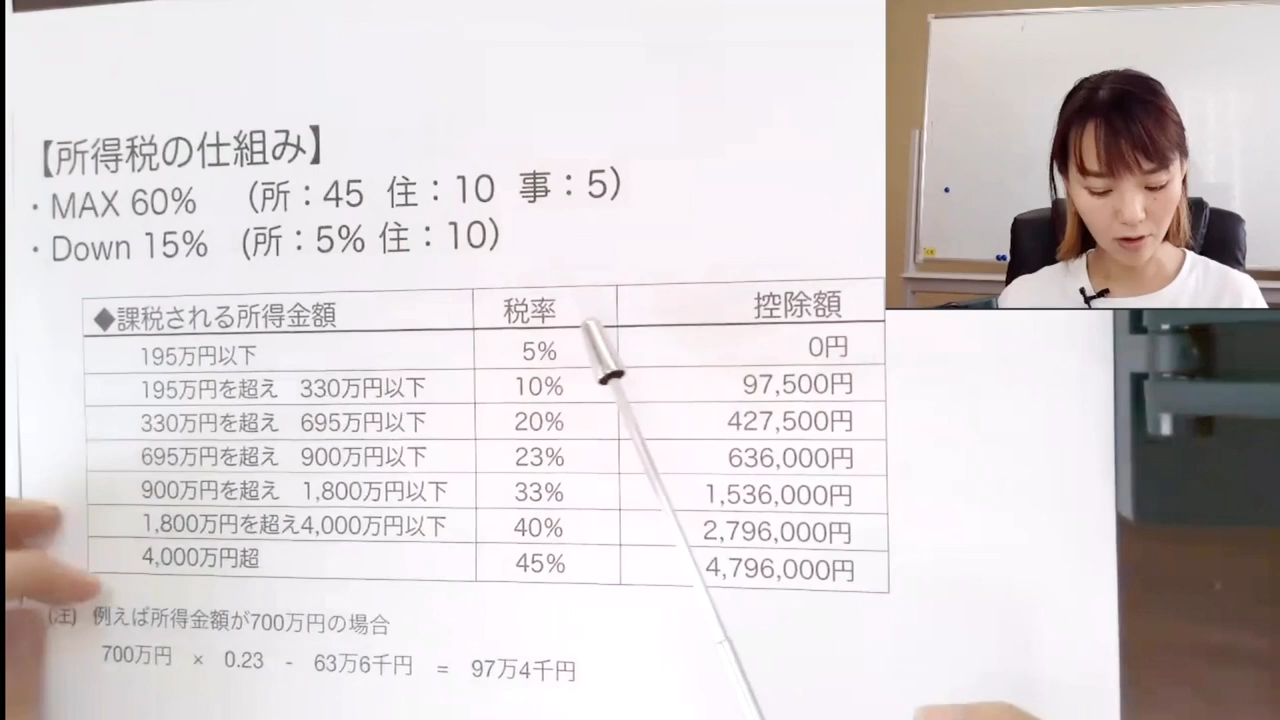 【所得税の仕組み】
・MAX 60% (所：45 住：10 事：5)
・Down 15% (所：5% 住：10)
◆課税される所得金額 税率 控除額
195万円以下 5% 0円
195万円を超え 330万円以下 10% 97,500円
330万円を超え 695万円以下 20% 427,500円
695万円を超え 900万円以下 23% 636,000円
900万円を超え 1,800万円以下 33% 1,536,000円
1,800万円を超え4,000万円以下 40% 2,796,000円
4,000万円超 45% 4,796,000円
(注) 例えば所得金額が700万円の場合
700万円 × 0.23 - 63万6千円 = 97万4千円